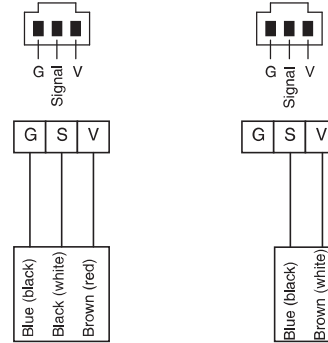 G Signal V
G S V
Blue (black)
Black (white)
Brown (red)
G Signal V
G S V
Blue (black)
Brown (white)